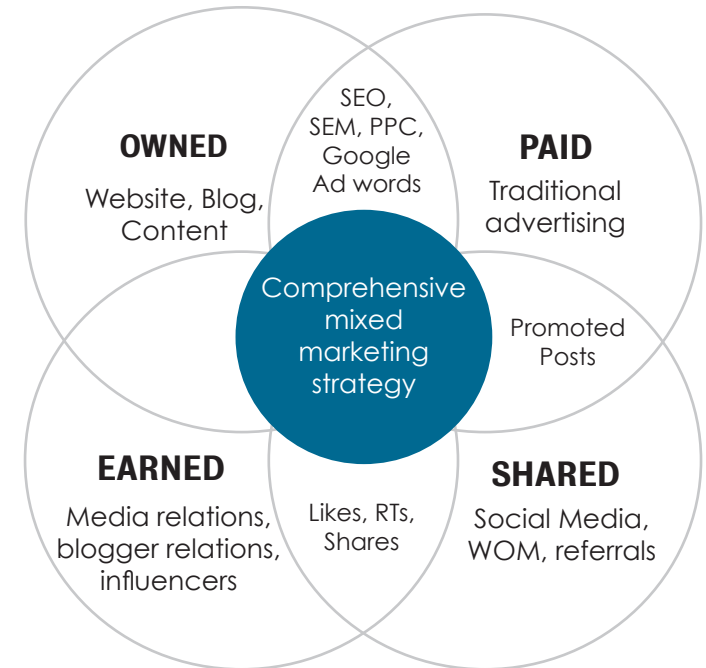 OWNED
Website, Blog,
Content
SEO,
SEM, PPC,
Google
Ad words
PAID
Traditional
advertising
Comprehensive
mixed
marketing
strategy
Promoted
Posts
EARNED
Media relations,
blogger relations,
influencers
Likes, RTs,
Shares
SHARED
Social Media,
WOM, referrals